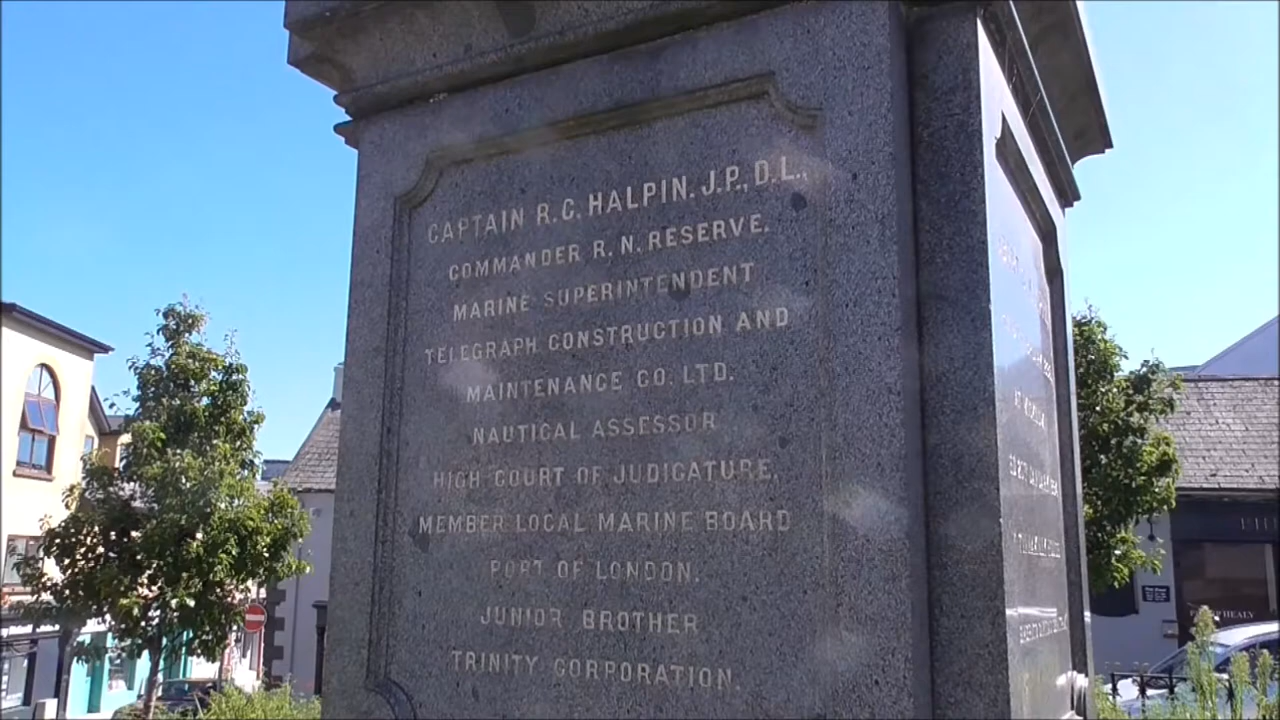 CAPTAIN R.C. HALPIN. J.P., D.L.,
COMMANDER R. N. RESERVE.
MARINE SUPERINTENDENT
TELEGRAPH CONSTRUCTION AND
MAINTENANCE CO. LTD.
NAUTICAL ASSESSOR
HIGH COURT OF JUDICATURE.
MEMBER LOCAL MARINE BOARD
PORT OF LONDON.
JUNIOR BROTHER
TRINITY CORPORATION.
HEALY